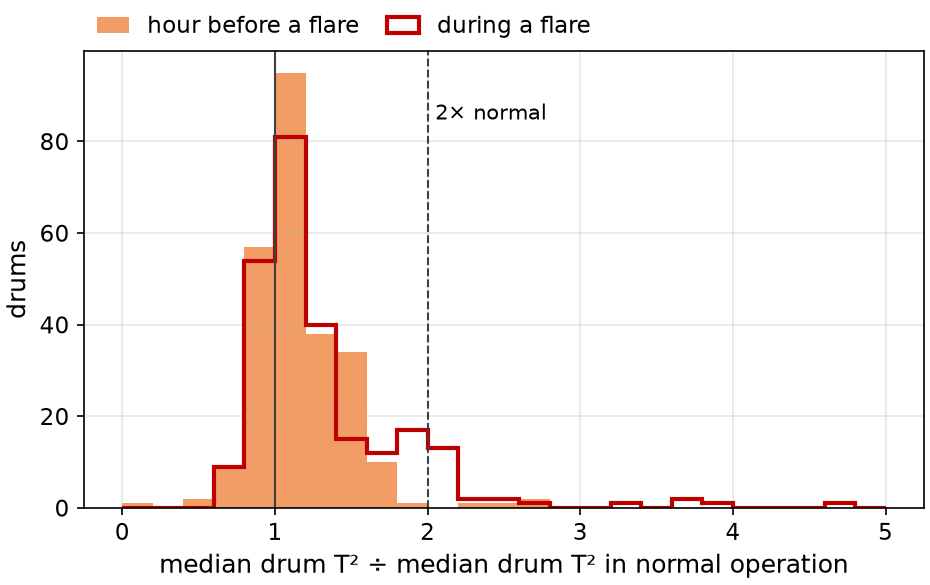 hour before a flare
during a flare
2× normal
80
60
40
20
0
drums
0 1 2 3 4 5
median drum T² ÷ median drum T² in normal operation